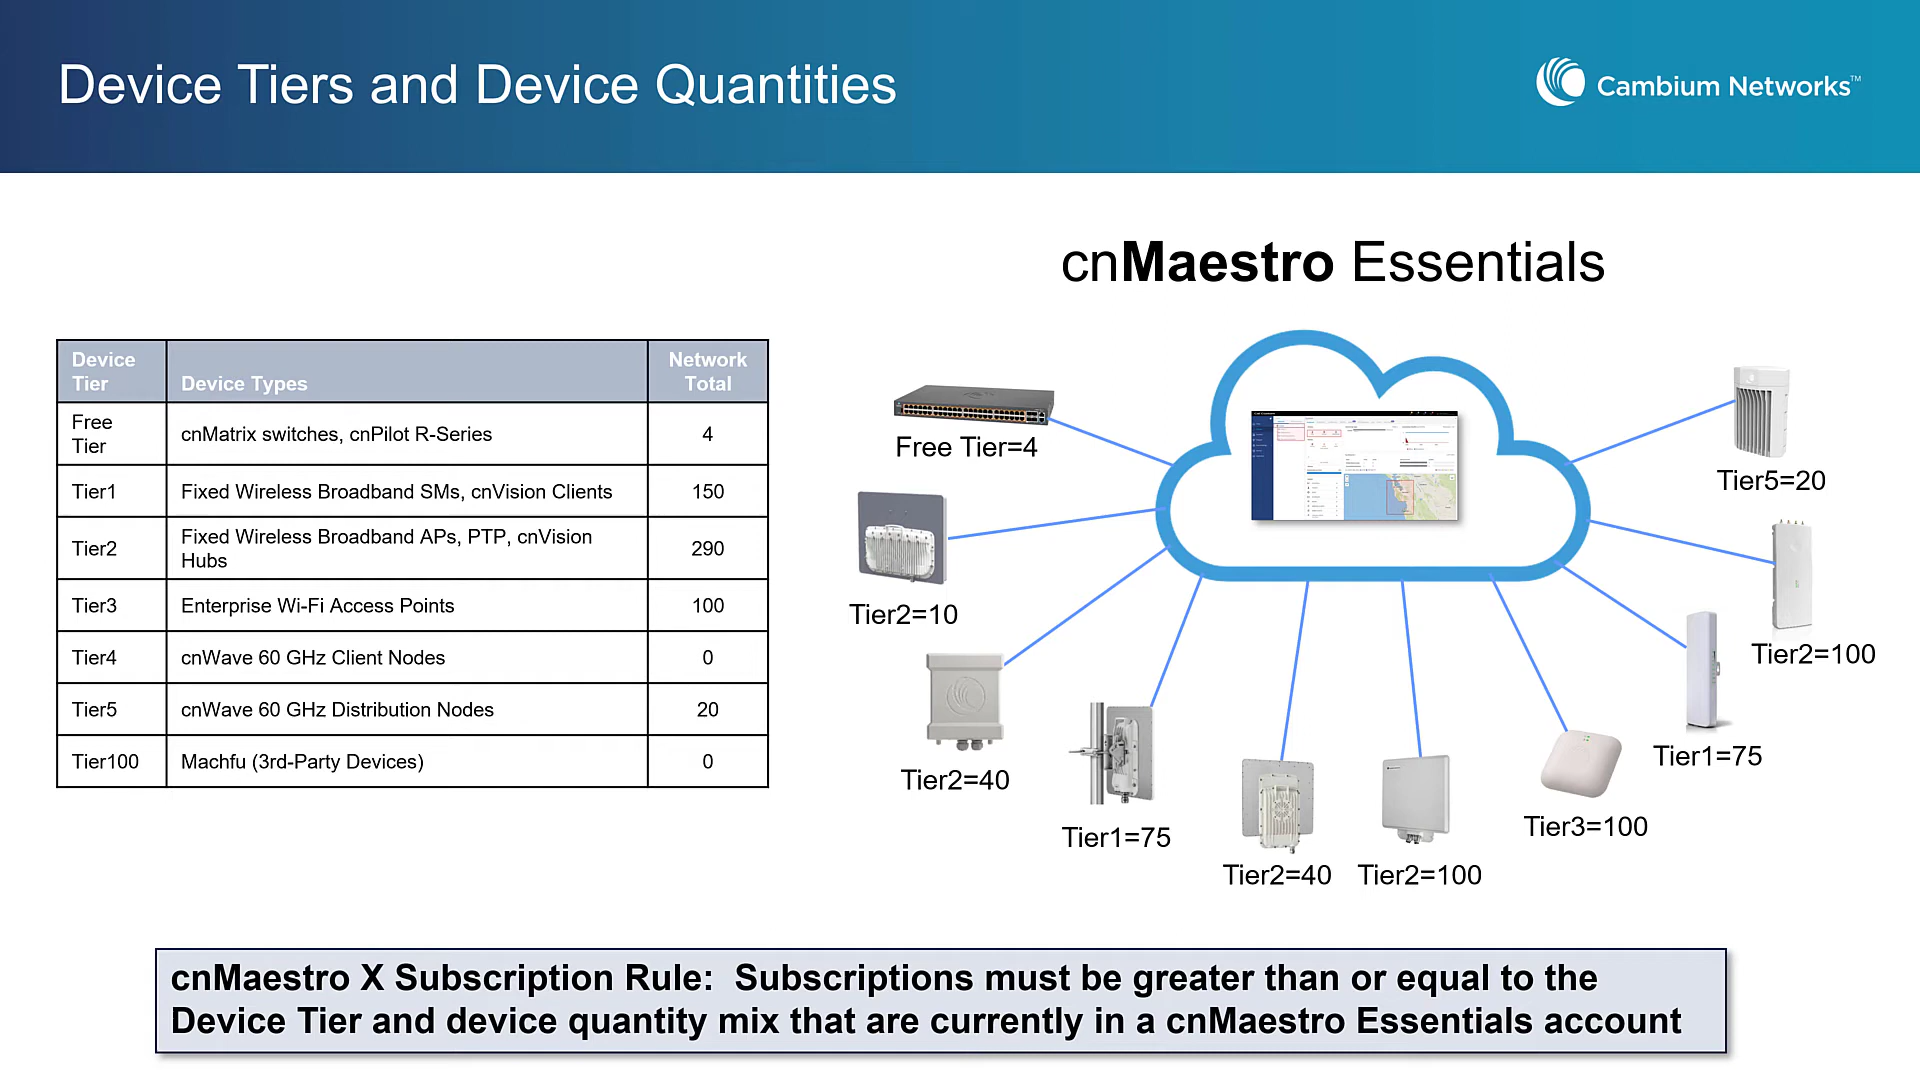 Device Tiers and Device Quantities
Cambium Networks™
cnMaestro Essentials
Device Tier
Device Types
Network Total
Free Tier
cnMatrix switches, cnPilot R-Series
4
Tier1
Fixed Wireless Broadband SMs, cnVision Clients
150
Tier2
Fixed Wireless Broadband APs, PTP, cnVision
Hubs
290
Tier3
Enterprise Wi-Fi Access Points
100
Tier4
cnWave 60 GHz Client Nodes
0
Tier5
cnWave 60 GHz Distribution Nodes
20
Tier100
Machfu (3rd-Party Devices)
0
Free Tier=4
Tier2=10
Tier2=40
Tier1=75
Tier2=40
Tier2=100
Tier3=100
Tier1=75
Tier2=100
Tier5=20
cnMaestro X Subscription Rule:  Subscriptions must be greater than or equal to the
Device Tier and device quantity mix that are currently in a cnMaestro Essentials account